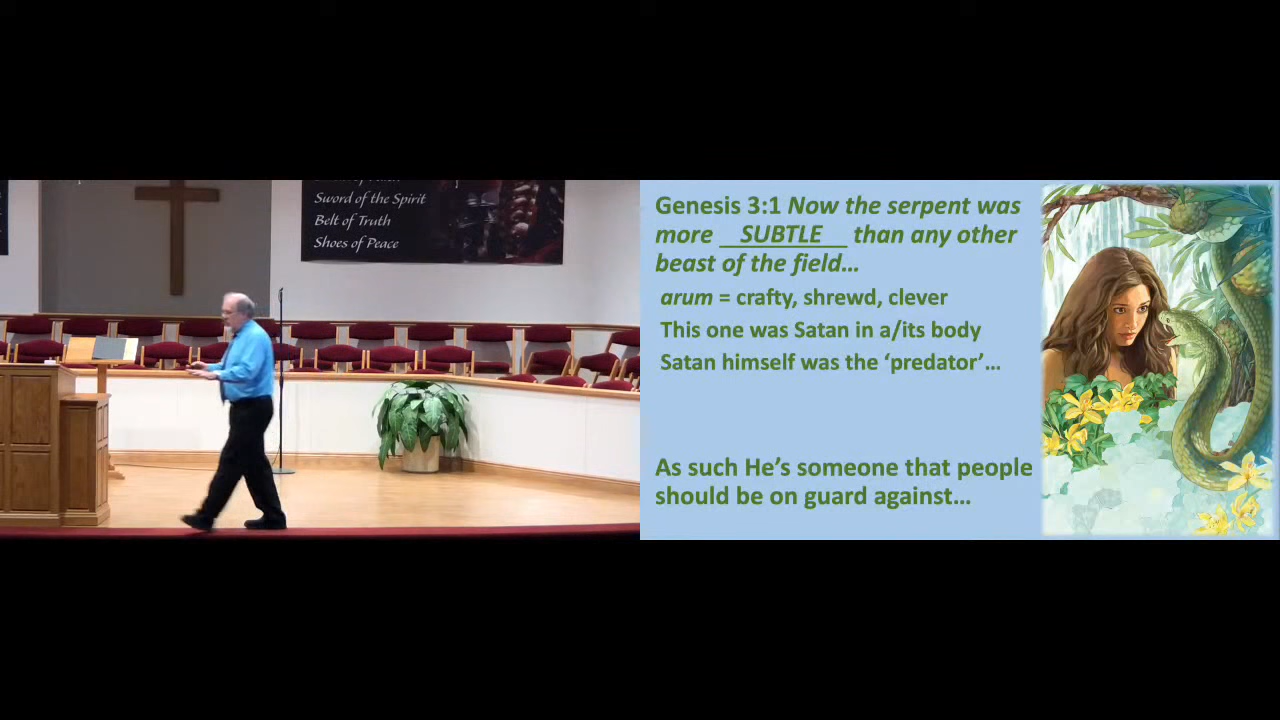 Sword of the Spirit
Belt of Truth
Shoes of Peace
Genesis 3:1 Now the serpent was
more __SUBTLE__ than any other
beast of the field…
arum = crafty, shrewd, clever
This one was Satan in a/its body
Satan himself was the ‘predator’…
As such He’s someone that people
should be on guard against…